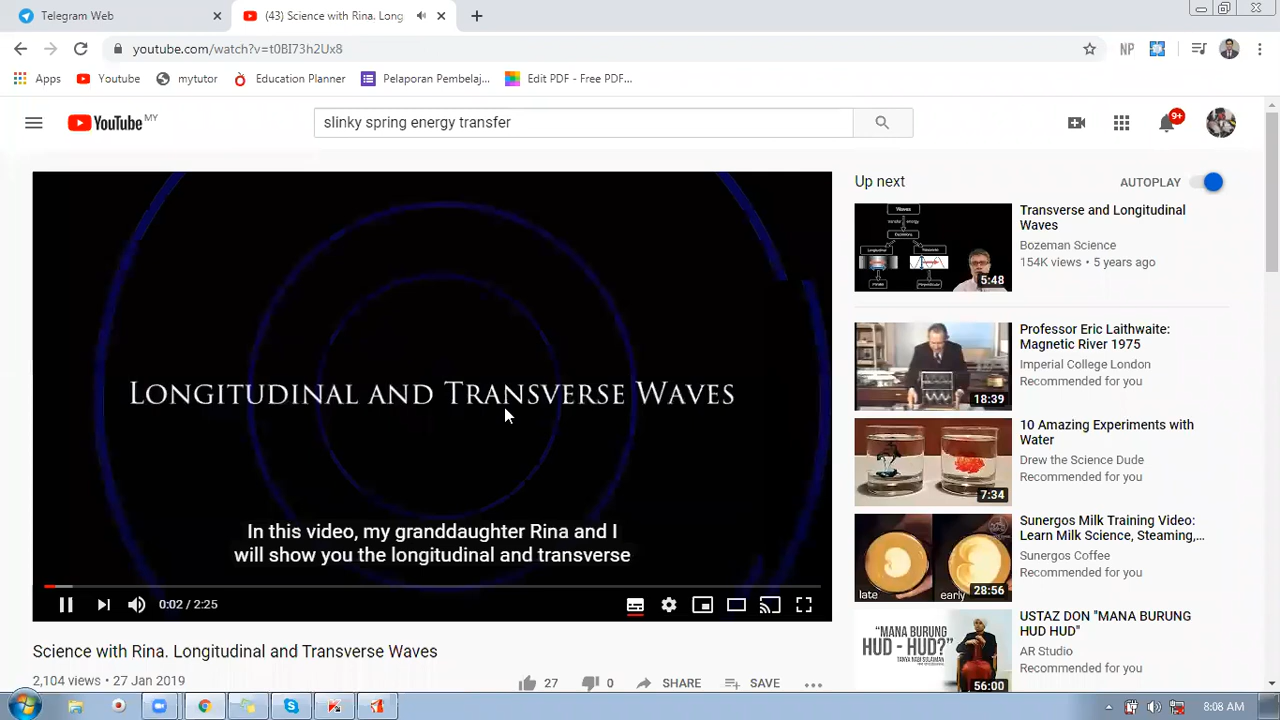 Telegram Web
(43) Science with Rina. Long
youtube.com/watch?v=t0BI73h2Ux8
NP
Apps
Youtube
mytutor
Education Planner
Pelaporan Pembelaj...
Edit PDF - Free PDF...
YouTube MY
slinky spring energy transfer
9+
LONGITUDINAL AND TRANSVERSE WAVES
In this video, my granddaughter Rina and I
will show you the longitudinal and transverse
0:02 / 2:25
Science with Rina. Longitudinal and Transverse Waves
2,104 views • 27 Jan 2019
27
0
SHARE
SAVE
Up next
AUTOPLAY
Waves
5:48
Transverse and Longitudinal
Waves
Bozeman Science
154K views • 5 years ago
18:39
Professor Eric Laithwaite:
Magnetic River 1975
Imperial College London
Recommended for you
7:34
10 Amazing Experiments with
Water
Drew the Science Dude
Recommended for you
late
early
28:56
Sunergos Milk Training Video:
Learn Milk Science, Steaming,...
Sunergos Coffee
Recommended for you
"MANA BURUNG
HUD - HUD?"
56:00
USTAZ DON "MANA BURUNG
HUD HUD"
AR Studio
Recommended for you
8:08 AM